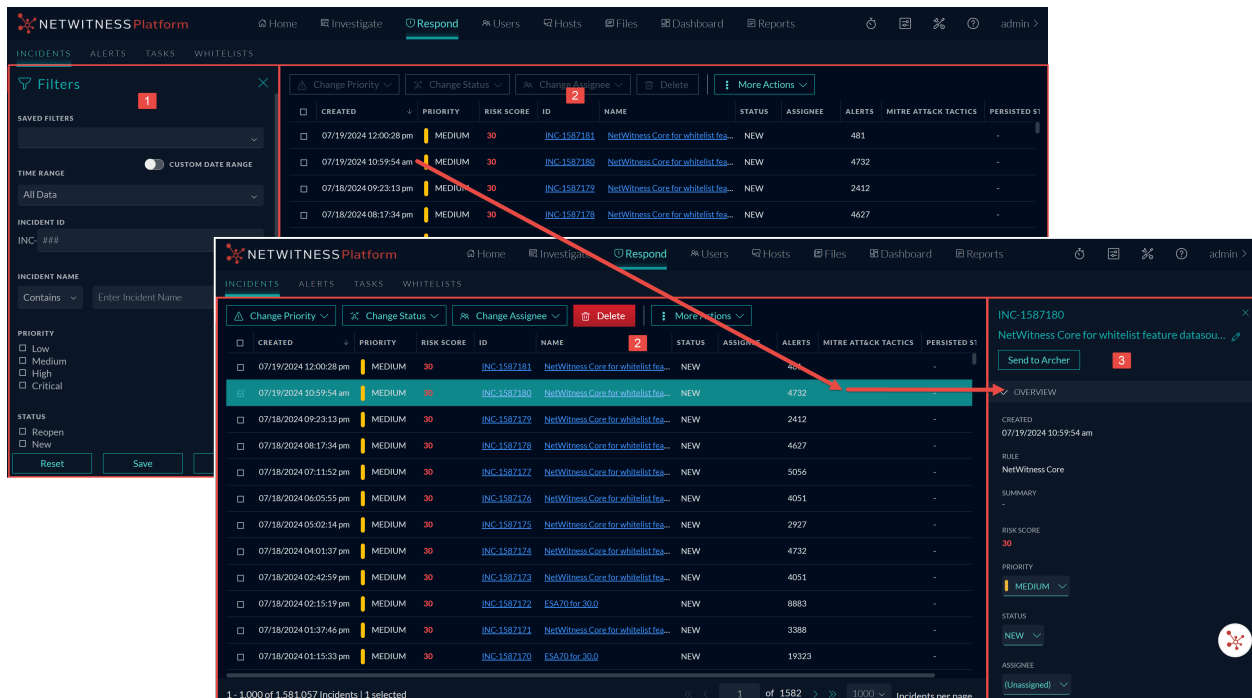 NETWITNESS Platform
Home Investigate Respond Users Hosts Files Dashboard Reports admin >
INCIDENTS ALERTS TASKS WHITELISTS
Filters
1
SAVED FILTERS
CUSTOM DATE RANGE
TIME RANGE
All Data
INCIDENT ID
INC- ###
INCIDENT NAME
Contains Enter Incident Name
PRIORITY
Low
Medium
High
Critical
STATUS
Reopen
New
Reset Save
Change Priority Change Status Change Assignee Delete More Actions
2
CREATED PRIORITY RISK SCORE ID NAME STATUS ASSIGNEE ALERTS MITRE ATT&CK TACTICS PERSISTED ST
07/19/2024 12:00:28 pm MEDIUM 30 INC-1587181 NetWitness Core for whitelist fea... NEW 481 -
07/19/2024 10:59:54 am MEDIUM 30 INC-1587180 NetWitness Core for whitelist fea... NEW 4732 -
07/18/2024 09:23:13 pm MEDIUM 30 INC-1587179 NetWitness Core for whitelist fea... NEW 2412 -
07/18/2024 08:17:34 pm MEDIUM 30 INC-1587178 NetWitness Core for whitelist fea... NEW 4627 -
NETWITNESS Platform
Home Investigate Respond Users Hosts Files Dashboard Reports admin >
INCIDENTS ALERTS TASKS WHITELISTS
Change Priority Change Status Change Assignee Delete More Actions
2
CREATED PRIORITY RISK SCORE ID NAME STATUS ASSIGNEE ALERTS MITRE ATT&CK TACTICS PERSISTED ST
07/19/2024 12:00:28 pm MEDIUM 30 INC-1587181 NetWitness Core for whitelist fea... NEW 481 -
07/19/2024 10:59:54 am MEDIUM 30 INC-1587180 NetWitness Core for whitelist fea... NEW 4732 -
07/18/2024 09:23:13 pm MEDIUM 30 INC-1587179 NetWitness Core for whitelist fea... NEW 2412 -
07/18/2024 08:17:34 pm MEDIUM 30 INC-1587178 NetWitness Core for whitelist fea... NEW 4627 -
07/18/2024 07:11:52 pm MEDIUM 30 INC-1587177 NetWitness Core for whitelist fea... NEW 5056 -
07/18/2024 06:05:55 pm MEDIUM 30 INC-1587176 NetWitness Core for whitelist fea... NEW 4051 -
07/18/2024 05:02:14 pm MEDIUM 30 INC-1587175 NetWitness Core for whitelist fea... NEW 2927 -
07/18/2024 04:01:37 pm MEDIUM 30 INC-1587174 NetWitness Core for whitelist fea... NEW 4732 -
07/18/2024 02:42:59 pm MEDIUM 30 INC-1587173 NetWitness Core for whitelist fea... NEW 4051 -
07/18/2024 02:15:19 pm MEDIUM 30 INC-1587172 ESA70 for 30.0 NEW 8883 -
07/18/2024 01:37:46 pm MEDIUM 30 INC-1587171 NetWitness Core for whitelist fea... NEW 3388 -
07/18/2024 01:15:33 pm MEDIUM 30 INC-1587170 ESA70 for 30.0 NEW 19323 -
1 - 1,000 of 1,581,057 Incidents | 1 selected << < 1 of 1582 > >> 1000 Incidents per page
INC-1587180
NetWitness Core for whitelist feature datasou...
Send to Archer
3
OVERVIEW
CREATED
07/19/2024 10:59:54 am
RULE
NetWitness Core
SUMMARY
-
RISK SCORE
30
PRIORITY
MEDIUM
STATUS
NEW
ASSIGNEE
(Unassigned)